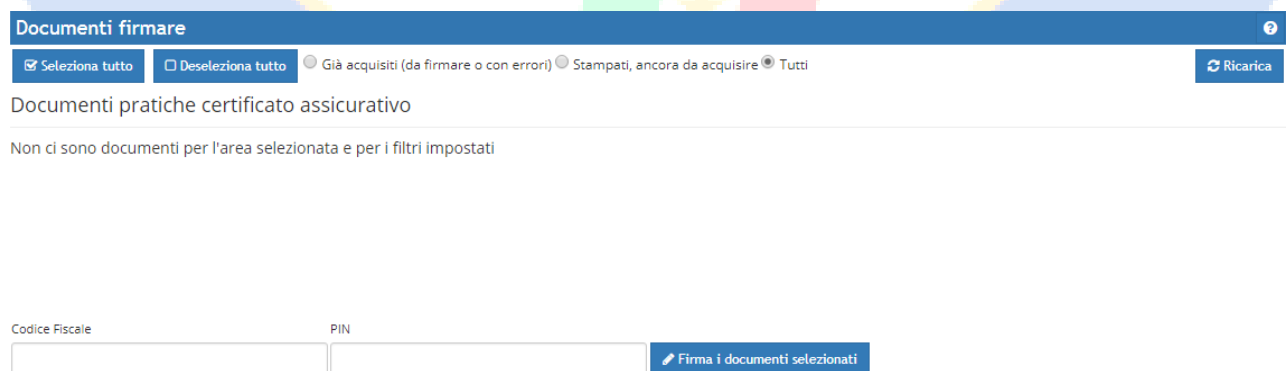 Documenti firmare
Seleziona tutto Deseleziona tutto Già acquisiti (da firmare o con errori) Stampati, ancora da acquisire Tutti Ricarica
Documenti pratiche certificato assicurativo
Non ci sono documenti per l'area selezionata e per i filtri impostati
Codice Fiscale PIN
Firma i documenti selezionati